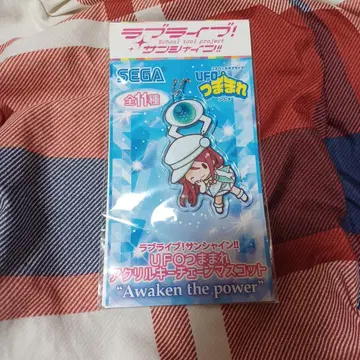 ラブライブ!
School idol project
サンシャイン!!
SEGA
UFO
つままれ
全11種
ラブライブ!サンシャイン!!
UFOつままれ
アクリルキーチェーンマスコット
"Awaken the power"